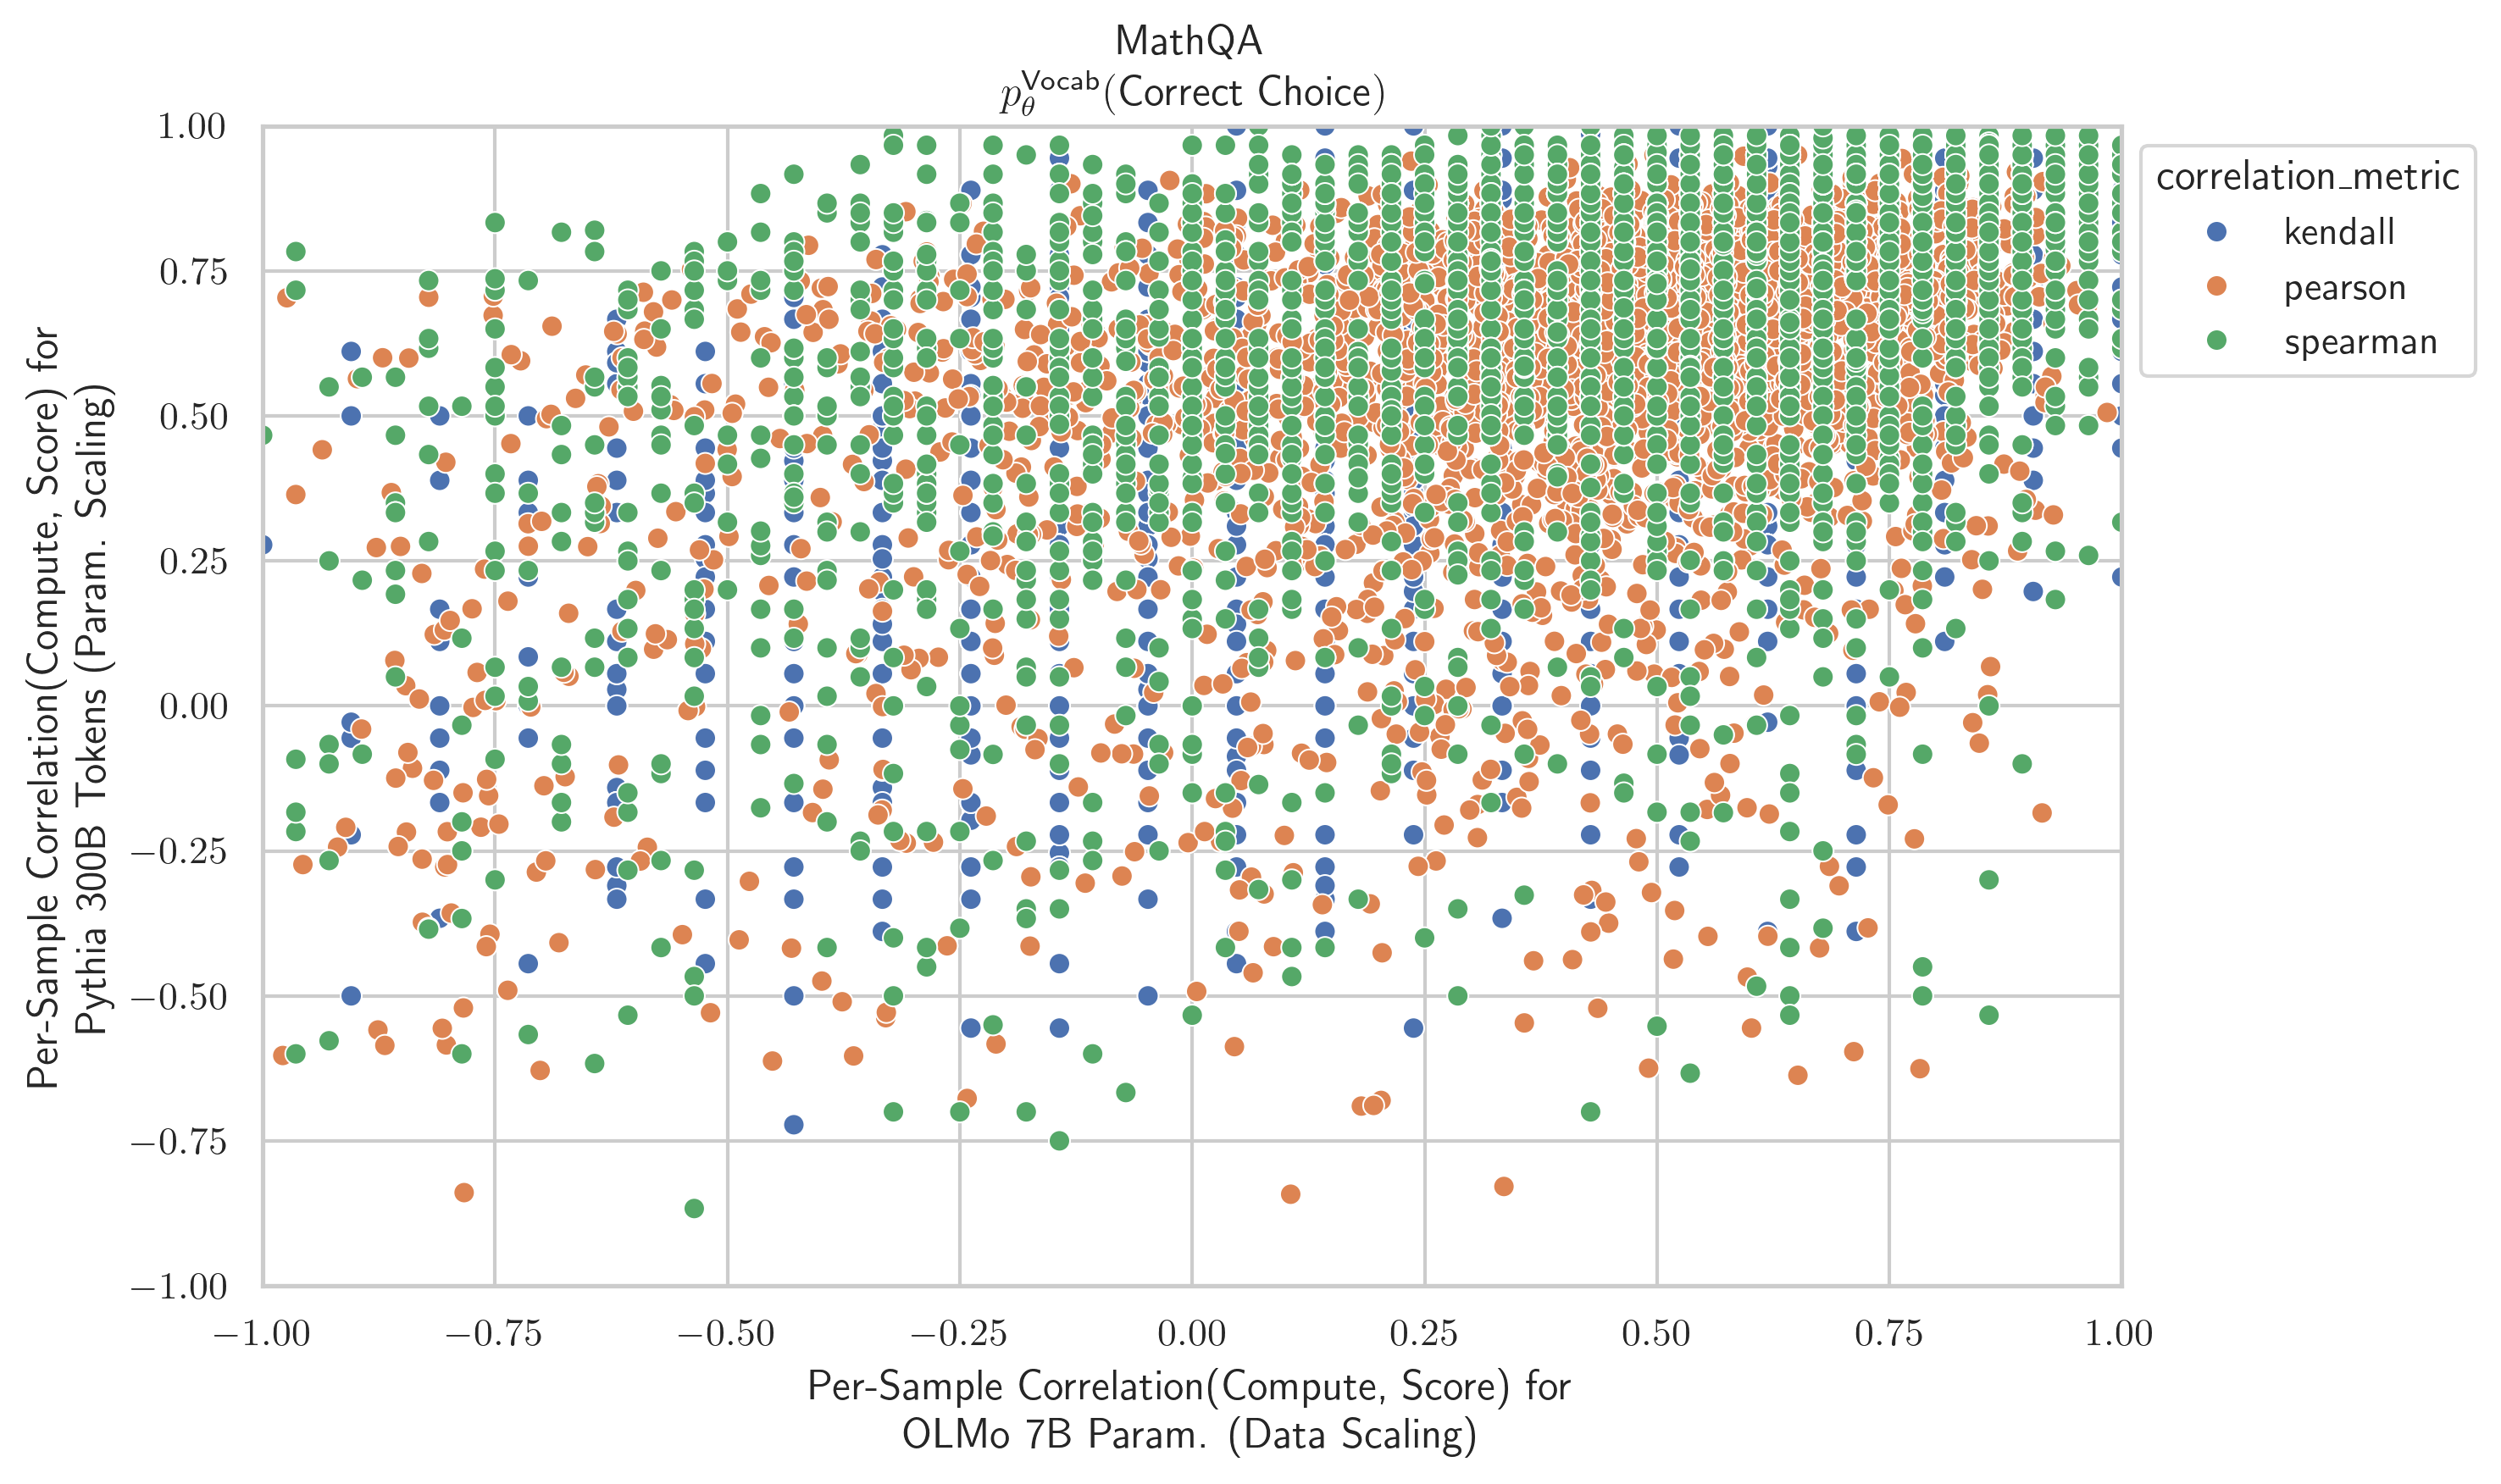 MathQA
p_θ^Vocab(Correct Choice)
Per-Sample Correlation(Compute, Score) for
Pythia 300B Tokens (Param. Scaling)
1.00
0.75
0.50
0.25
0.00
−0.25
−0.50
−0.75
−1.00
−1.00 −0.75 −0.50 −0.25 0.00 0.25 0.50 0.75 1.00
Per-Sample Correlation(Compute, Score) for
OLMo 7B Param. (Data Scaling)
correlation_metric
kendall
pearson
spearman